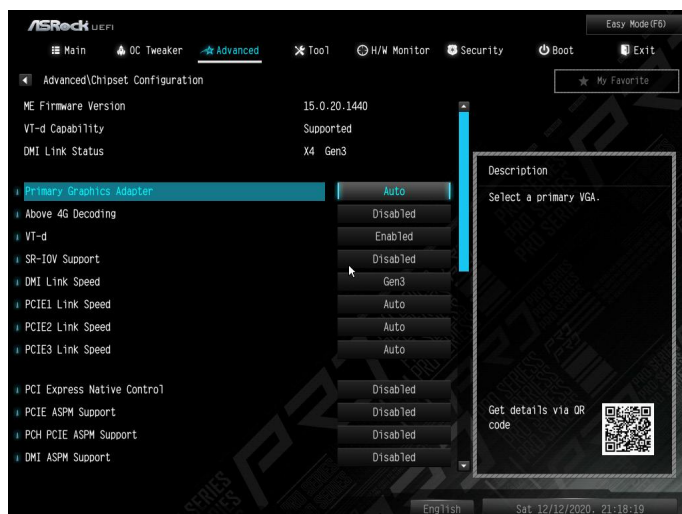 ASRock UEFI
Easy Mode(F6)
Main OC Tweaker Advanced Tool H/W Monitor Security Boot Exit
Advanced\Chipset Configuration
My Favorite
ME Firmware Version 15.0.20.1440
VT-d Capability Supported
DMI Link Status X4 Gen3
Primary Graphics Adapter Auto
Above 4G Decoding Disabled
VT-d Enabled
SR-IOV Support Disabled
DMI Link Speed Gen3
PCIE1 Link Speed Auto
PCIE2 Link Speed Auto
PCIE3 Link Speed Auto
PCI Express Native Control Disabled
PCIE ASPM Support Disabled
PCH PCIE ASPM Support Disabled
DMI ASPM Support Disabled
Description
Select a primary VGA.
Get details via QR
code
English
Sat 12/12/2020. 21:18:19